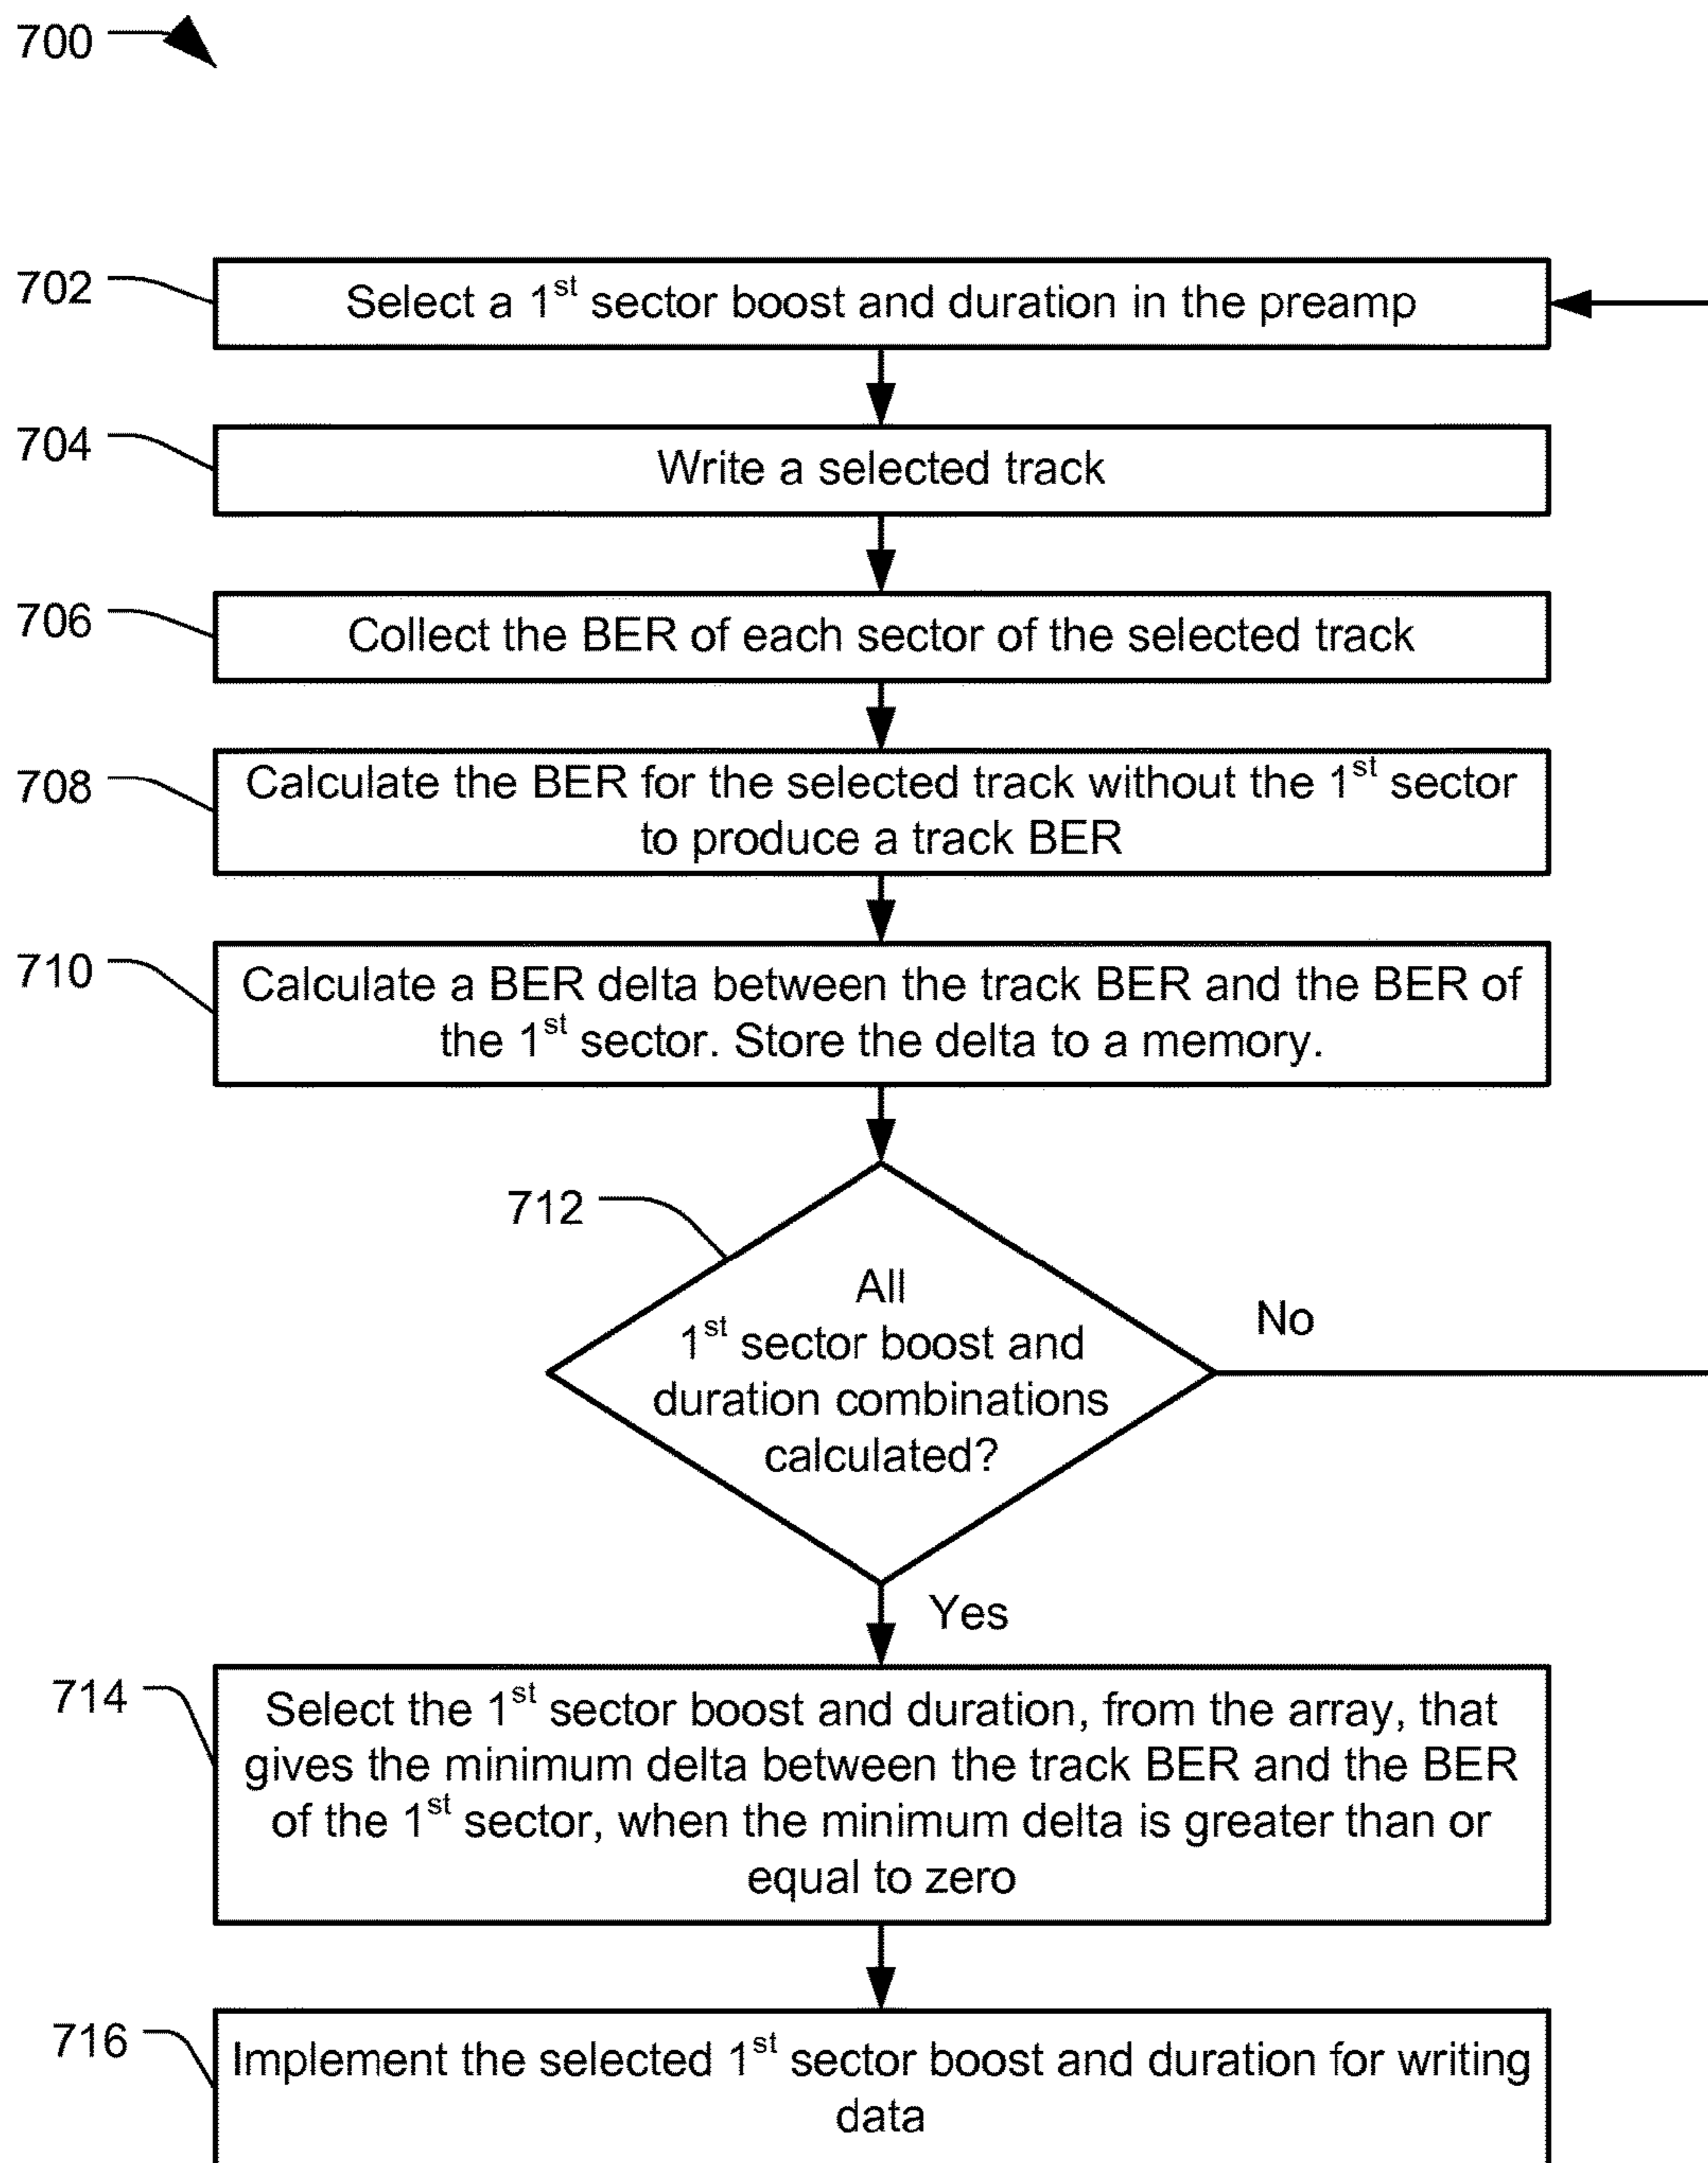 700
702
Select a 1st sector boost and duration in the preamp
704
Write a selected track
706
Collect the BER of each sector of the selected track
708
Calculate the BER for the selected track without the 1st sector
to produce a track BER
710
Calculate a BER delta between the track BER and the BER of
the 1st sector. Store the delta to a memory.
712
All
1st sector boost and
duration combinations
calculated?
No
Yes
714
Select the 1st sector boost and duration, from the array, that
gives the minimum delta between the track BER and the BER
of the 1st sector, when the minimum delta is greater than or
equal to zero
716
Implement the selected 1st sector boost and duration for writing
data